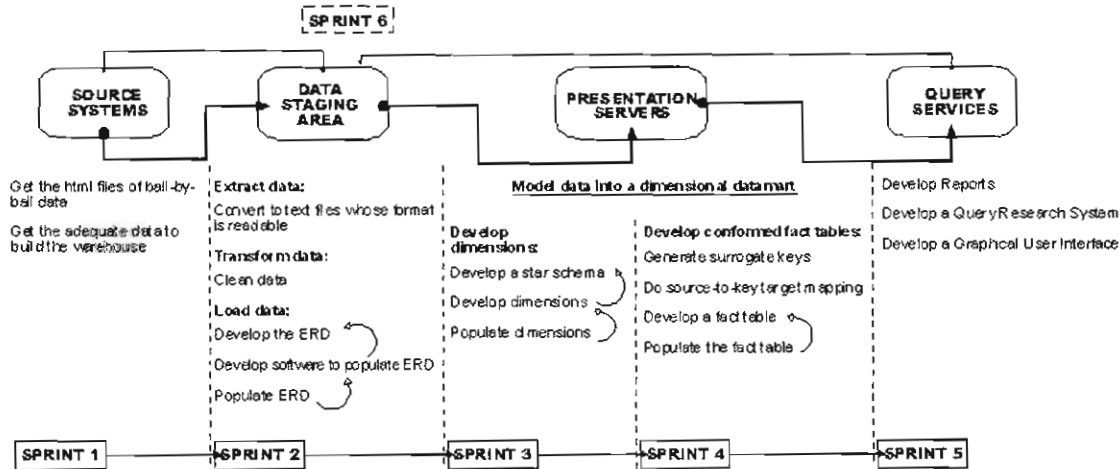 SPRINT 6
SOURCE
SYSTEMS
DATA
STAGING
AREA
PRESENTATION
SERVERS
QUERY
SERVICES
Get the html files of ball-by-
ball data
Get the adequate data to
build the warehouse
Extract data:
Convert to text files whose format
is readable
Transform data:
Clean data
Load data:
Develop the ERD
Develop software to populate ERD
Populate ERD
Model data into a dimensional datamart
Develop
dimensions:
Develop a star schema
Develop dimensions
Populate dimensions
Develop conformed fact tables:
Generate surrogate keys
Do source-to-key target mapping
Develop a fact table
Populate the fact table
Develop Reports
Develop a Query Research System
Develop a Graphical User Interface
SPRINT 1
SPRINT 2
SPRINT 3
SPRINT 4
SPRINT 5